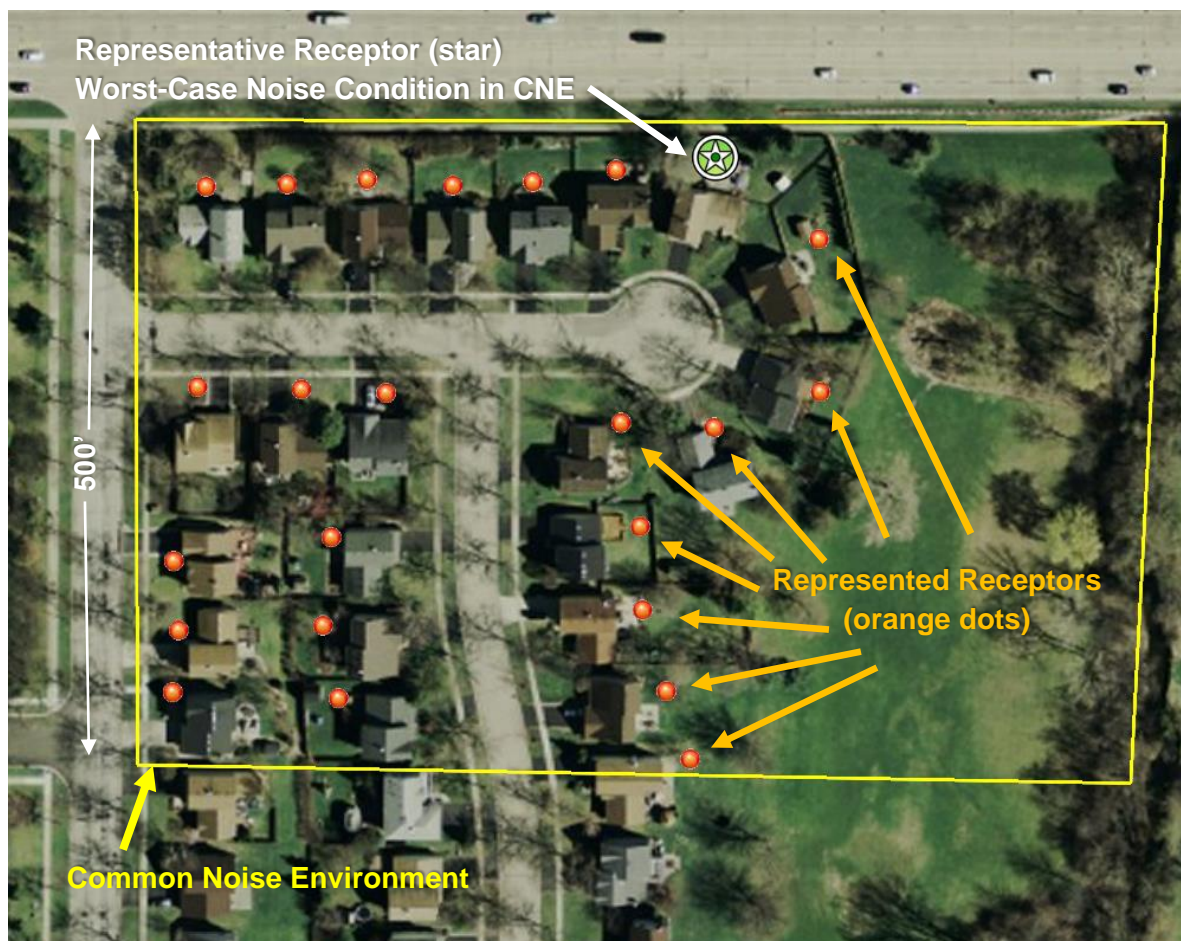 Representative Receptor (star)
Worst-Case Noise Condition in CNE
500’
Represented Receptors
(orange dots)
Common Noise Environment